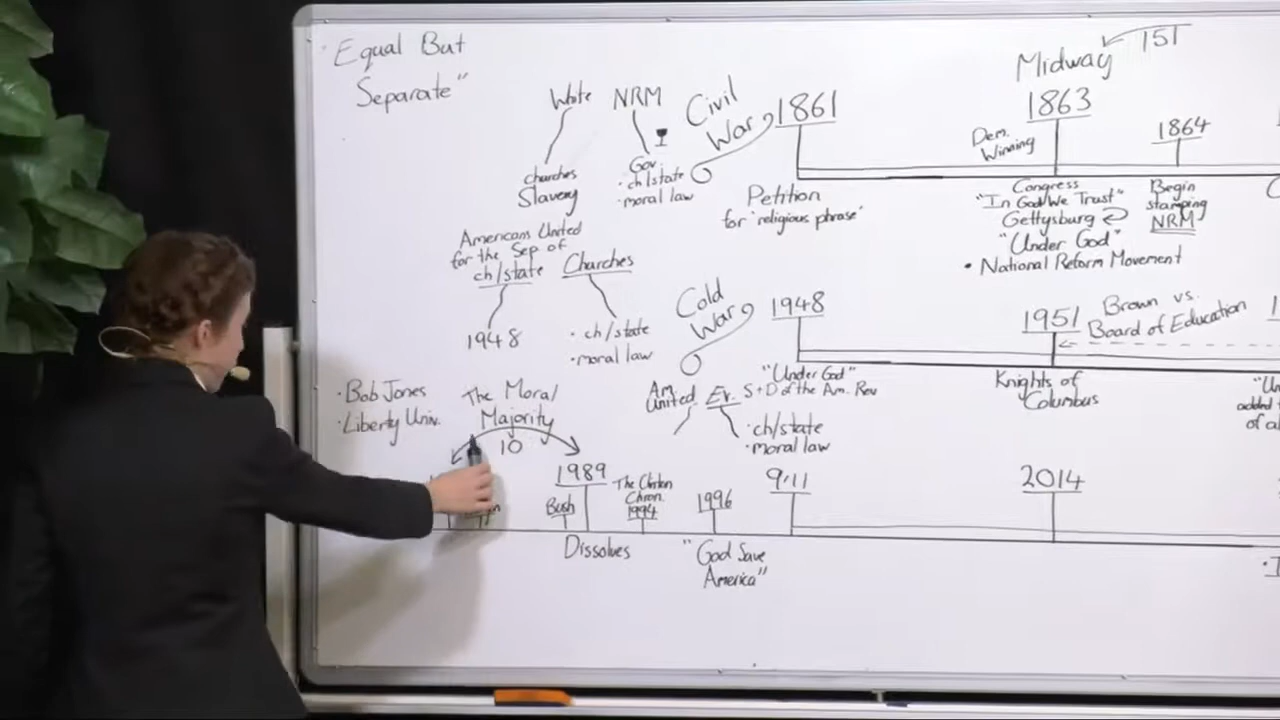 "Equal But
Separate"
White
churches
Slavery
NRM
Gov.
• ch/state
• moral law
Civil
War
1861
Petition
for 'religious phrase'
Midway
151
1863
Dem.
Winning
Congress
"In God We Trust"
Gettysburg
"Under God"
• National Reform Movement
1864
Begin
stamping
NRM
Americans United
for the Sep of
ch/state
1948
Churches
• ch/state
• moral law
Cold
War
1948
"Under God"
S+D of the Am. Rev
1951
Brown vs.
Board of Education
Knights of
Columbus
added
of al
• Bob Jones
• Liberty Univ.
The Moral
Majority
10
Am.
United
Ev.
• ch/state
• moral law
1989
Bush
Dissolves
The Clinton
Chron.
1994
1996
"God Save
America"
9•11
2014